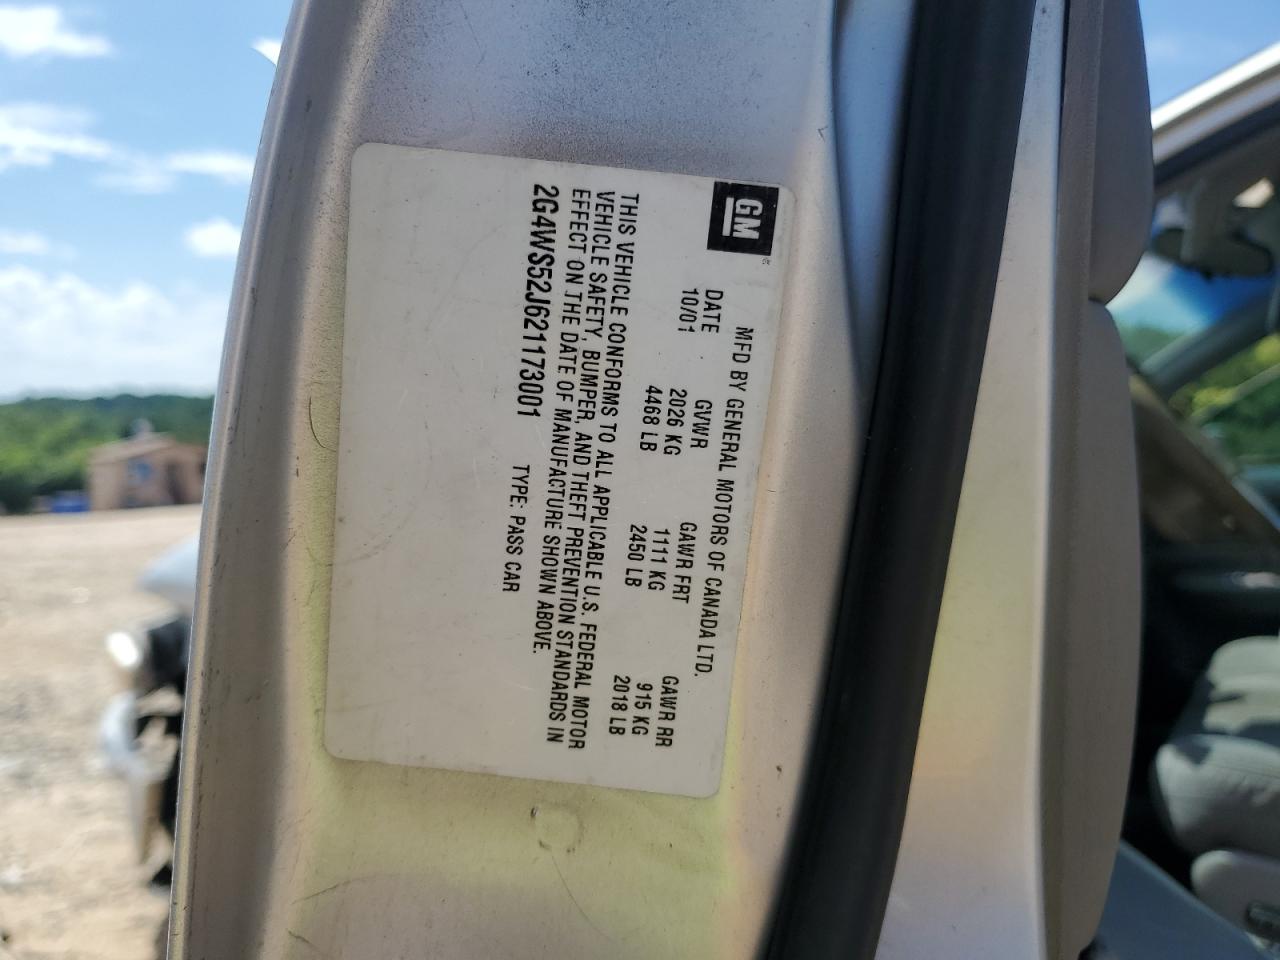 GM
MFD BY GENERAL MOTORS OF CANADA LTD.
DATE GVWR GAWR FRT GAWR RR
10/01 2026 KG 1111 KG 915 KG
4468 LB 2450 LB 2018 LB
THIS VEHICLE CONFORMS TO ALL APPLICABLE U.S. FEDERAL MOTOR
VEHICLE SAFETY, BUMPER, AND THEFT PREVENTION STANDARDS IN
EFFECT ON THE DATE OF MANUFACTURE SHOWN ABOVE.
2G4WS52J621173001 TYPE: PASS CAR